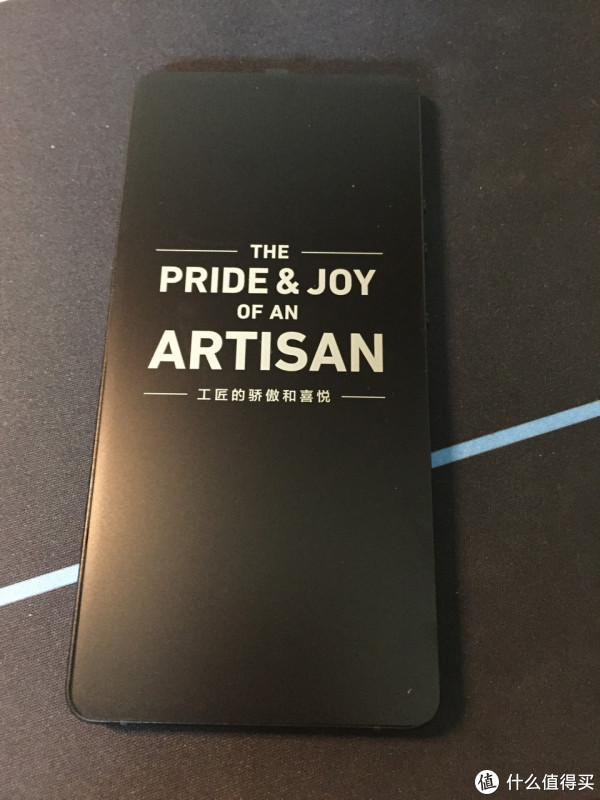 THE
PRIDE & JOY
OF AN
ARTISAN
工匠的骄傲和喜悦
值 什么值得买